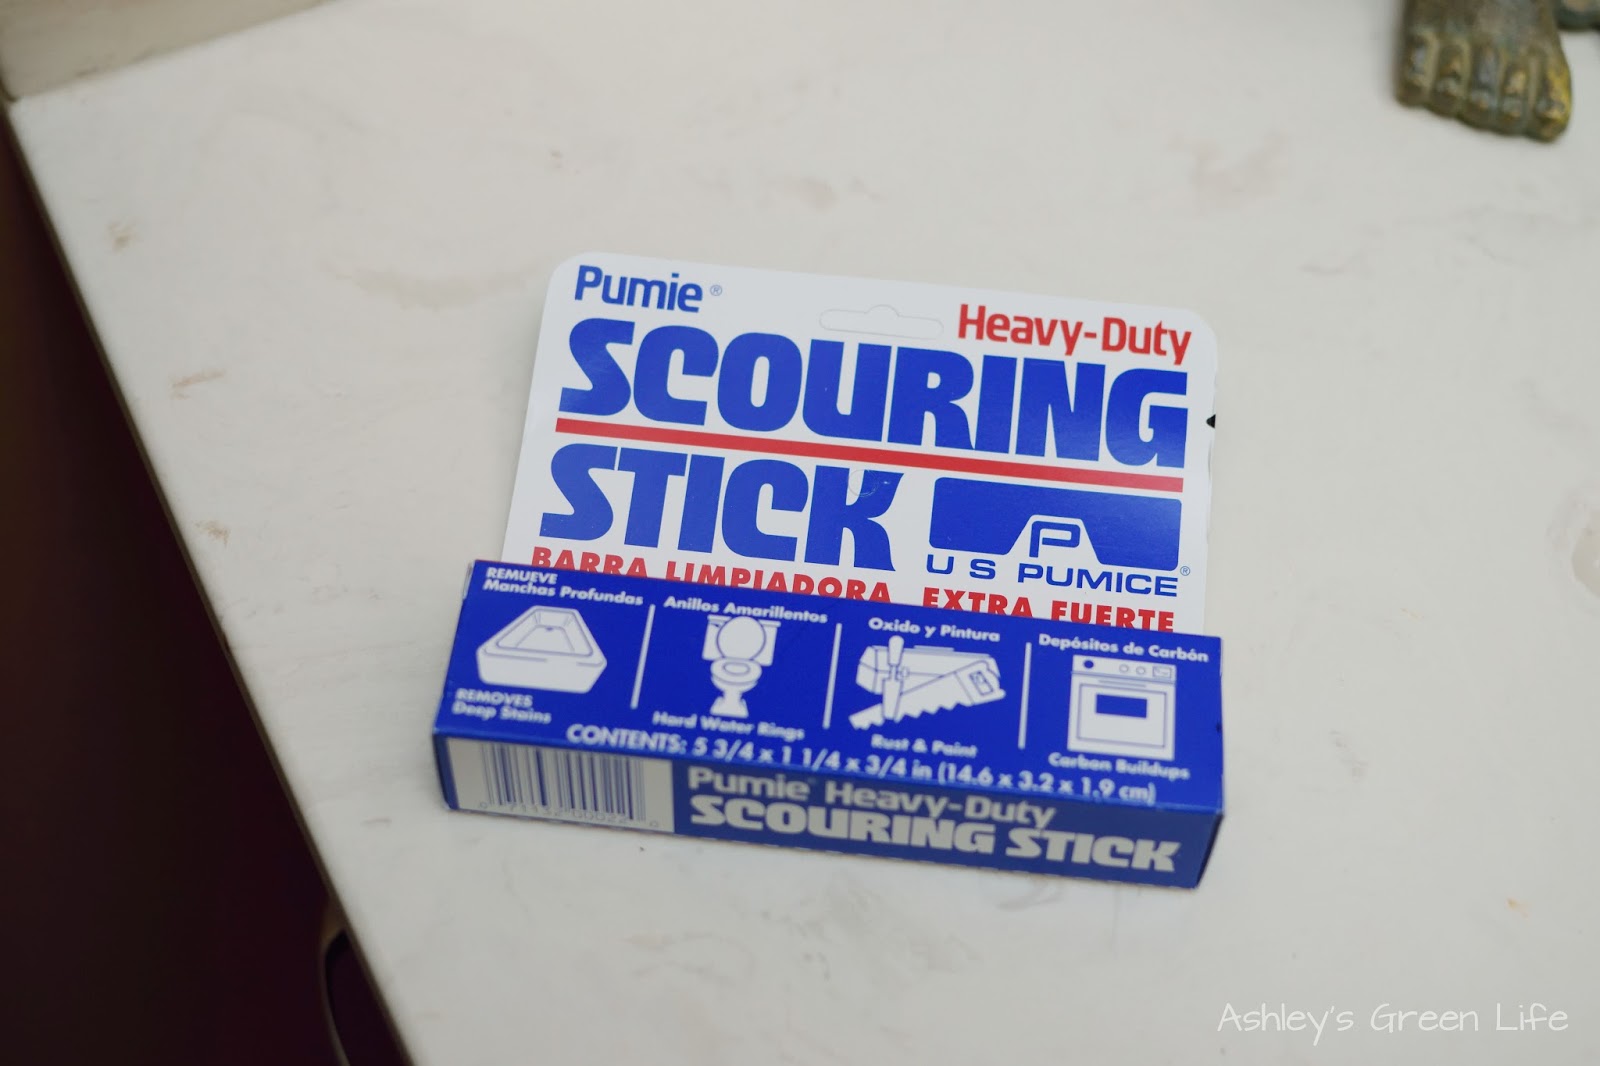 Pumie®
Heavy-Duty
SCOURING
STICK
P
U S PUMICE®
BARRA LIMPIADORA EXTRA FUERTE
REMUEVE
Manchas Profundas
Anillos Amarillentos
Oxido y Pintura
Depósitos de Carbón
REMOVES
Deep Stains
Hard Water Rings
Rust & Paint
Carbon Buildups
CONTENTS: 5 3/4 x 1 1/4 x 3/4 in (14.6 x 3.2 x 1.9 cm)
Pumie® Heavy-Duty
SCOURING STICK
Ashley's Green Life